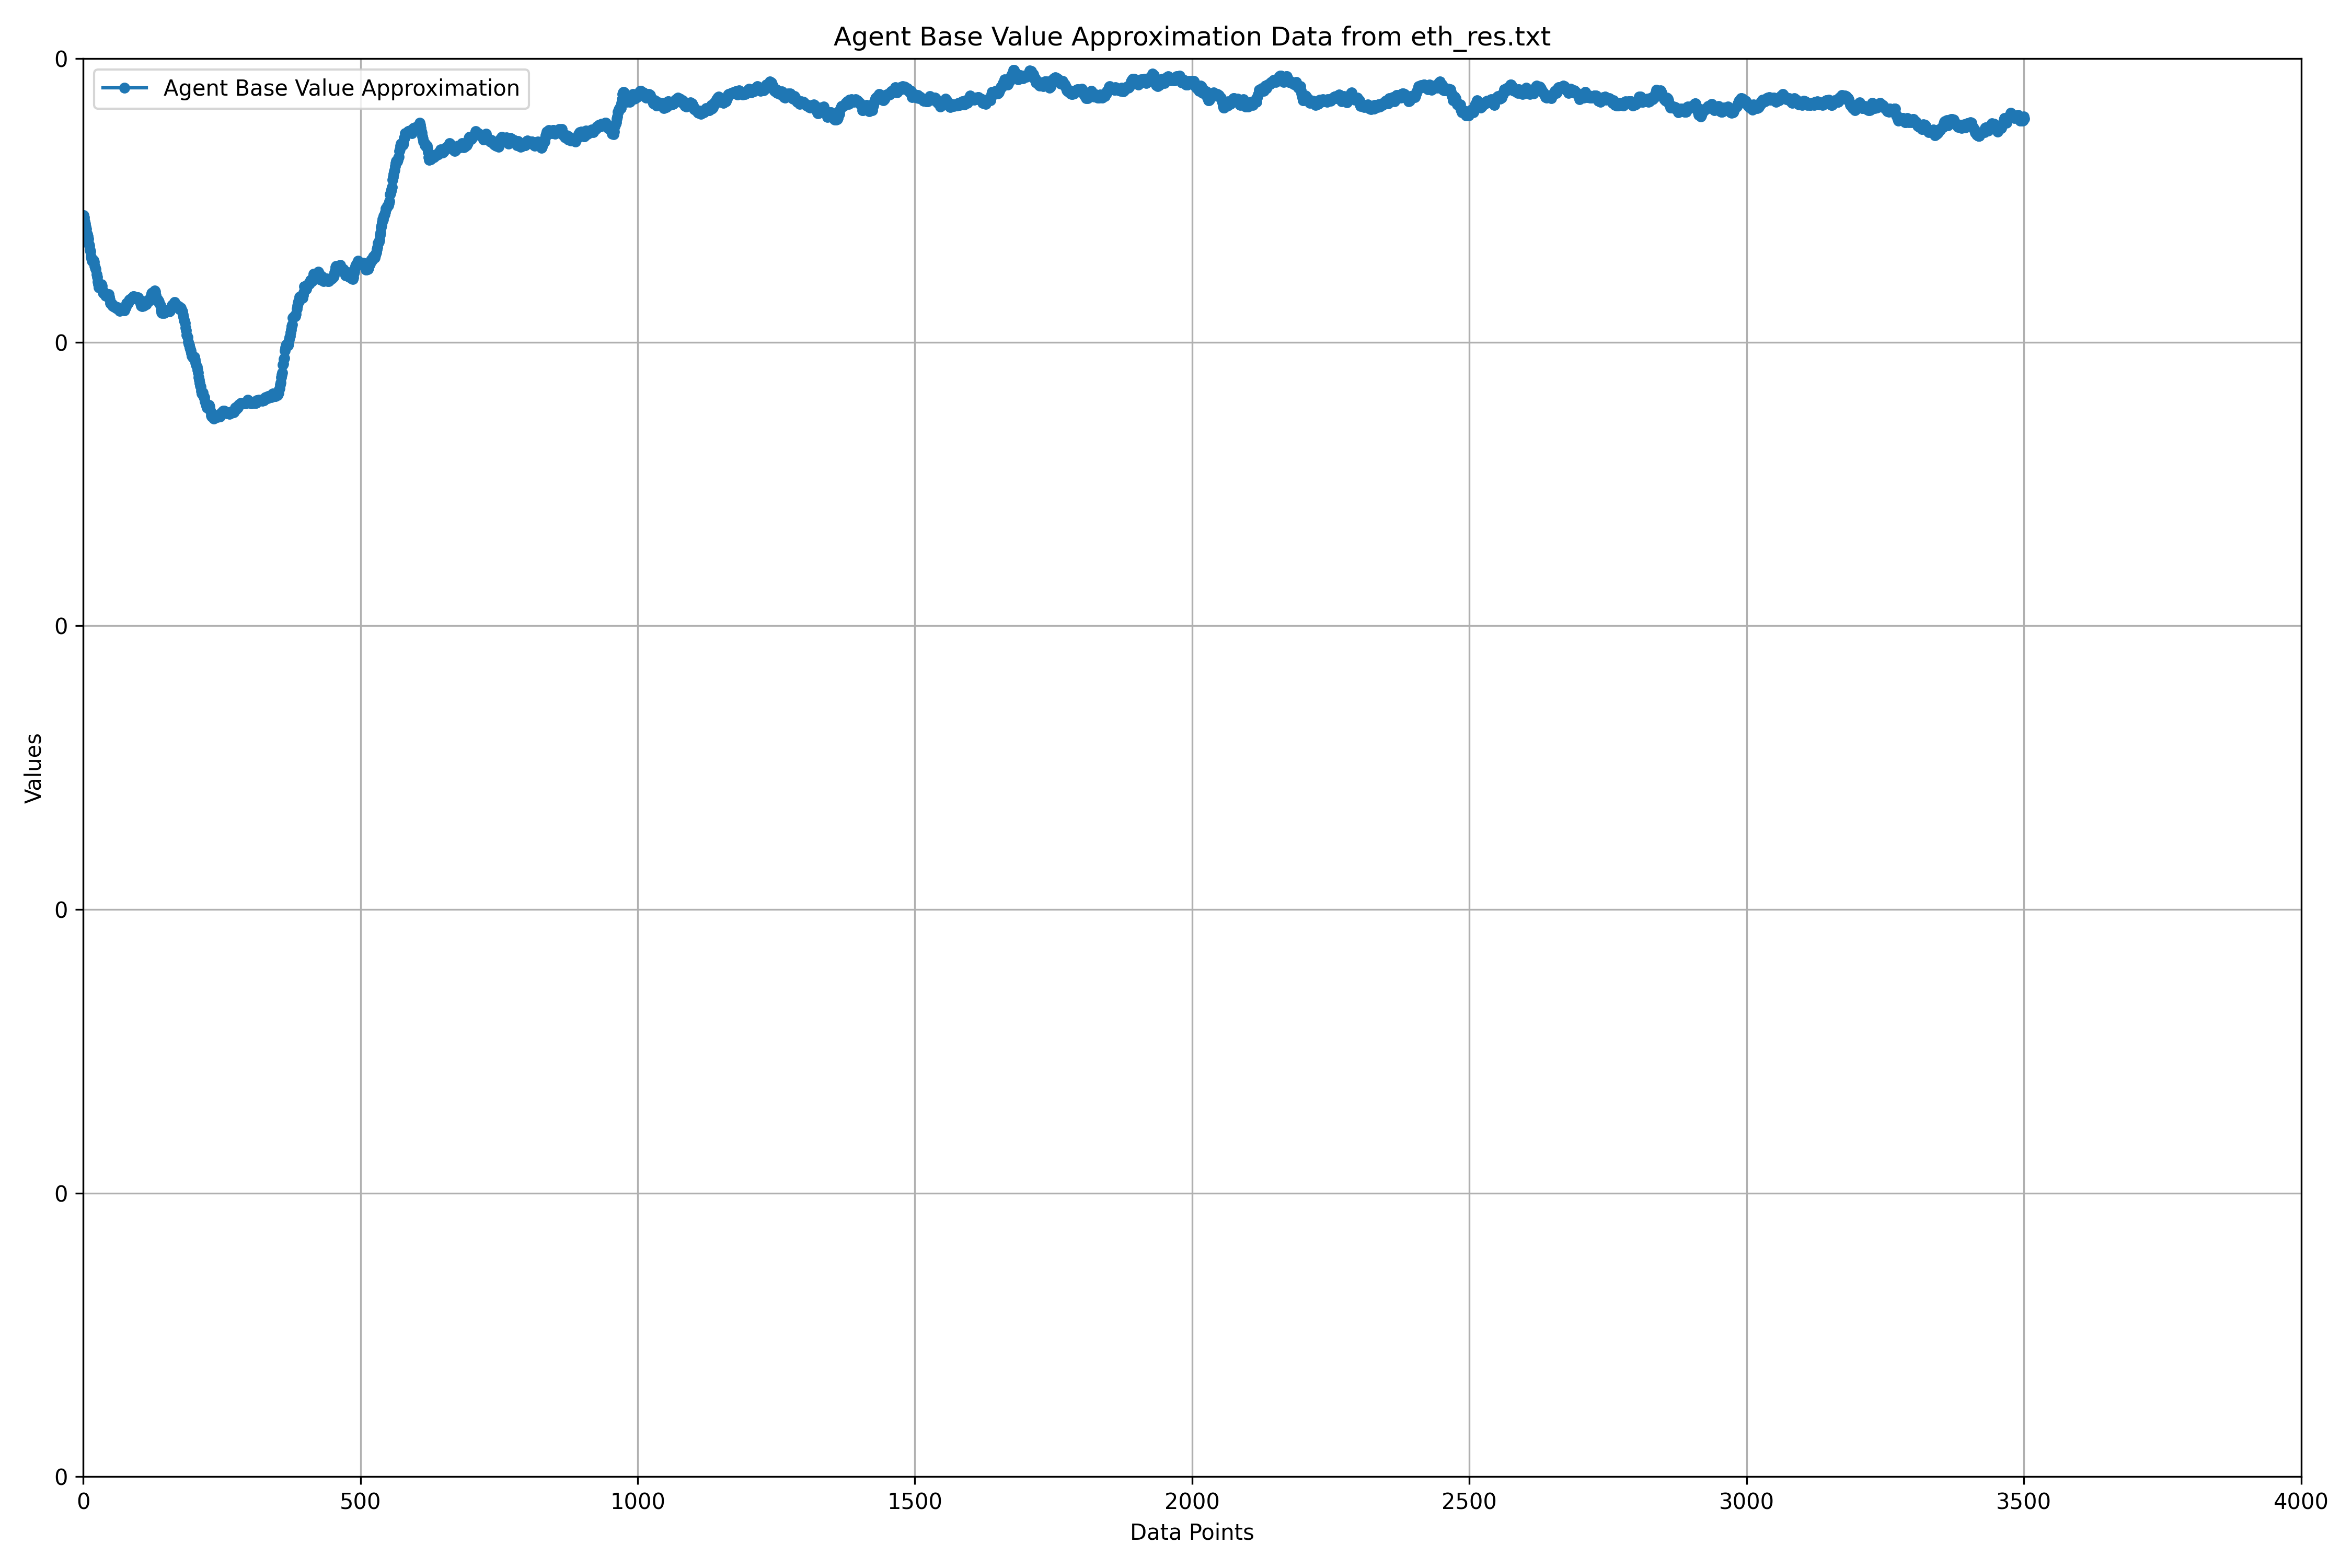 Agent Base Value Approximation Data from eth_res.txt
Agent Base Value Approximation
0
0
0
0
0
0
Values
0 500 1000 1500 2000 2500 3000 3500 4000
Data Points